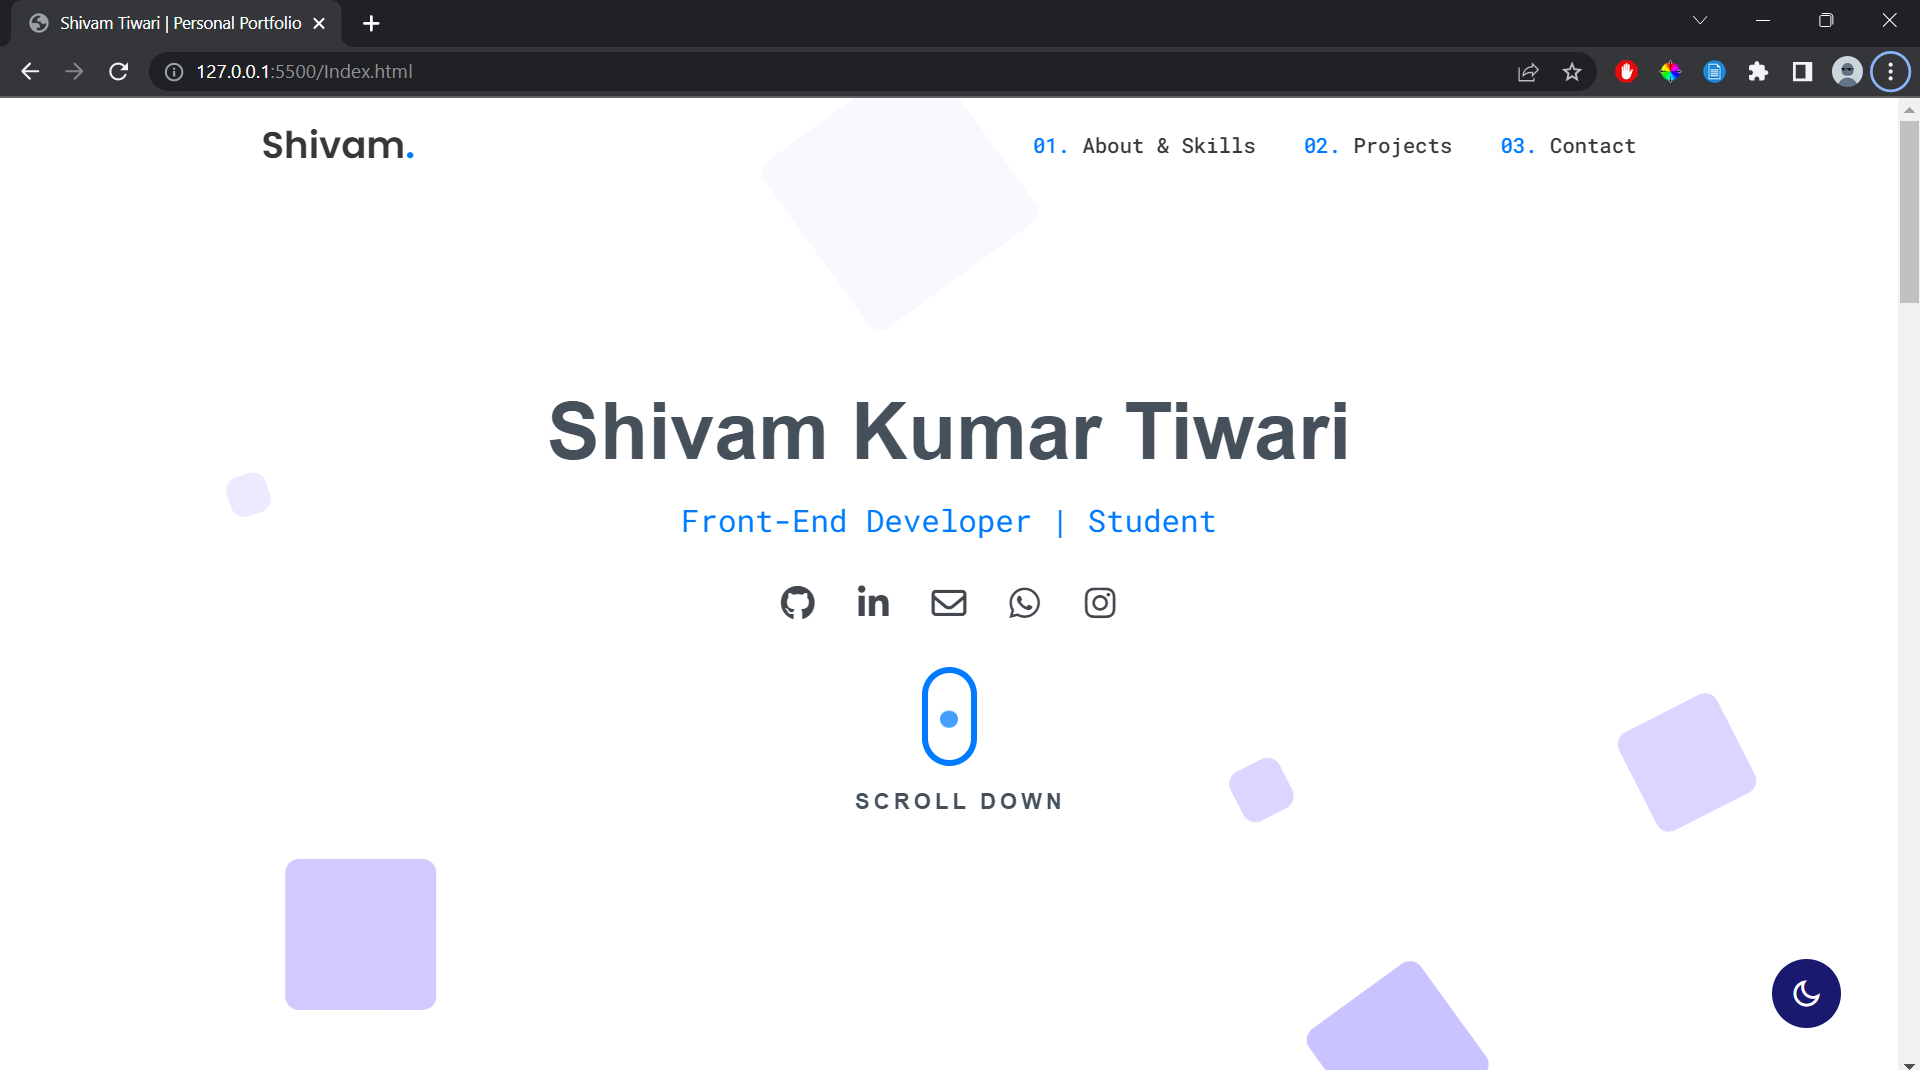 Shivam Tiwari | Personal Portfolio
127.0.0.1:5500/Index.html
Shivam.
01. About & Skills
02. Projects
03. Contact
Shivam Kumar Tiwari
Front-End Developer | Student
in
SCROLL DOWN